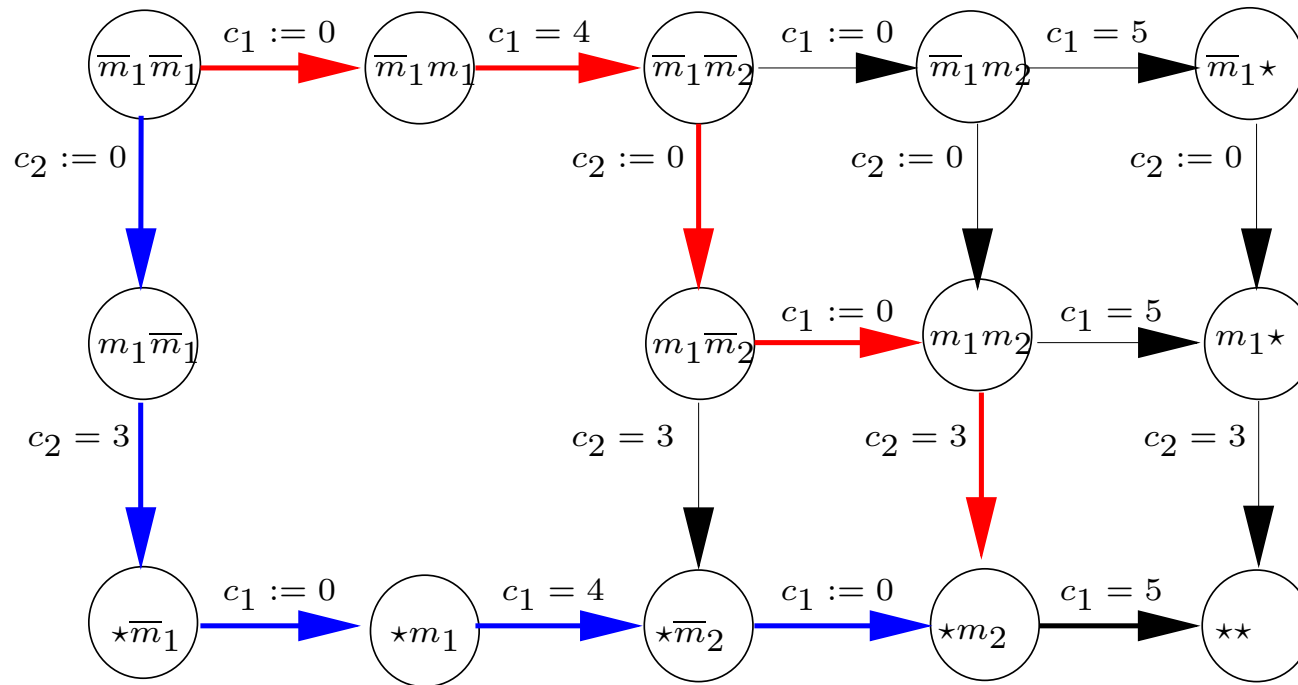 c₁ := 0 c₁ = 4 c₁ := 0 c₁ = 5
m̅₁m̅₁ m̅₁m₁ m̅₁m̅₂ m̅₁m₂ m̅₁⋆
c₂ := 0 c₂ := 0 c₂ := 0 c₂ := 0
c₁ := 0 c₁ = 5
m₁m̅₁ m₁m̅₂ m₁m₂ m₁⋆
c₂ = 3 c₂ = 3 c₂ = 3 c₂ = 3
c₁ := 0 c₁ = 4 c₁ := 0 c₁ = 5
⋆m̅₁ ⋆m₁ ⋆m̅₂ ⋆m₂ ⋆⋆